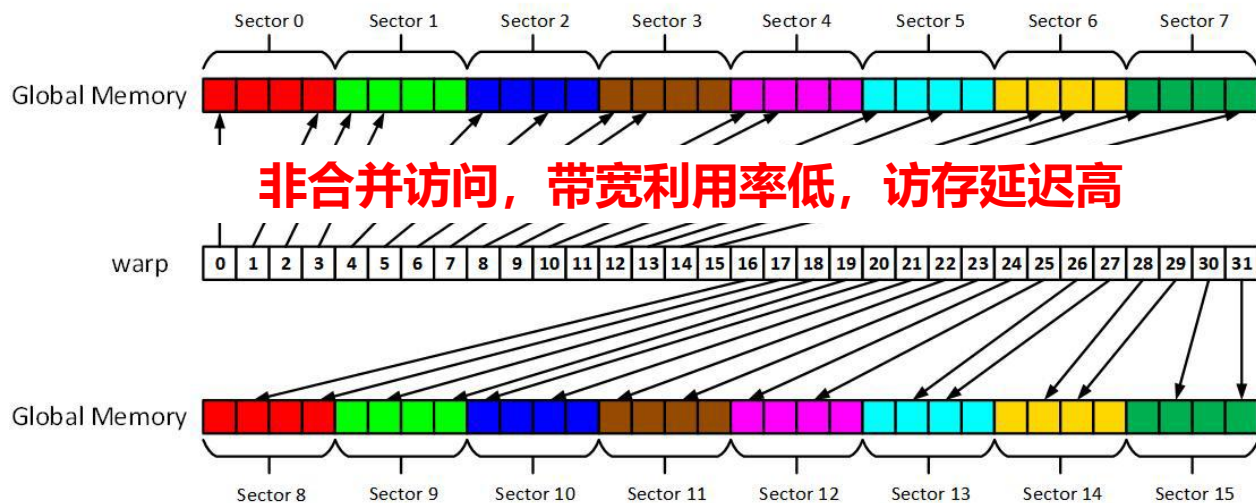 Sector 0 Sector 1 Sector 2 Sector 3 Sector 4 Sector 5 Sector 6 Sector 7
Global Memory
非合并访问，带宽利用率低，访存延迟高
warp 0 1 2 3 4 5 6 7 8 9 10 11 12 13 14 15 16 17 18 19 20 21 22 23 24 25 26 27 28 29 30 31
Global Memory
Sector 8 Sector 9 Sector 10 Sector 11 Sector 12 Sector 13 Sector 14 Sector 15